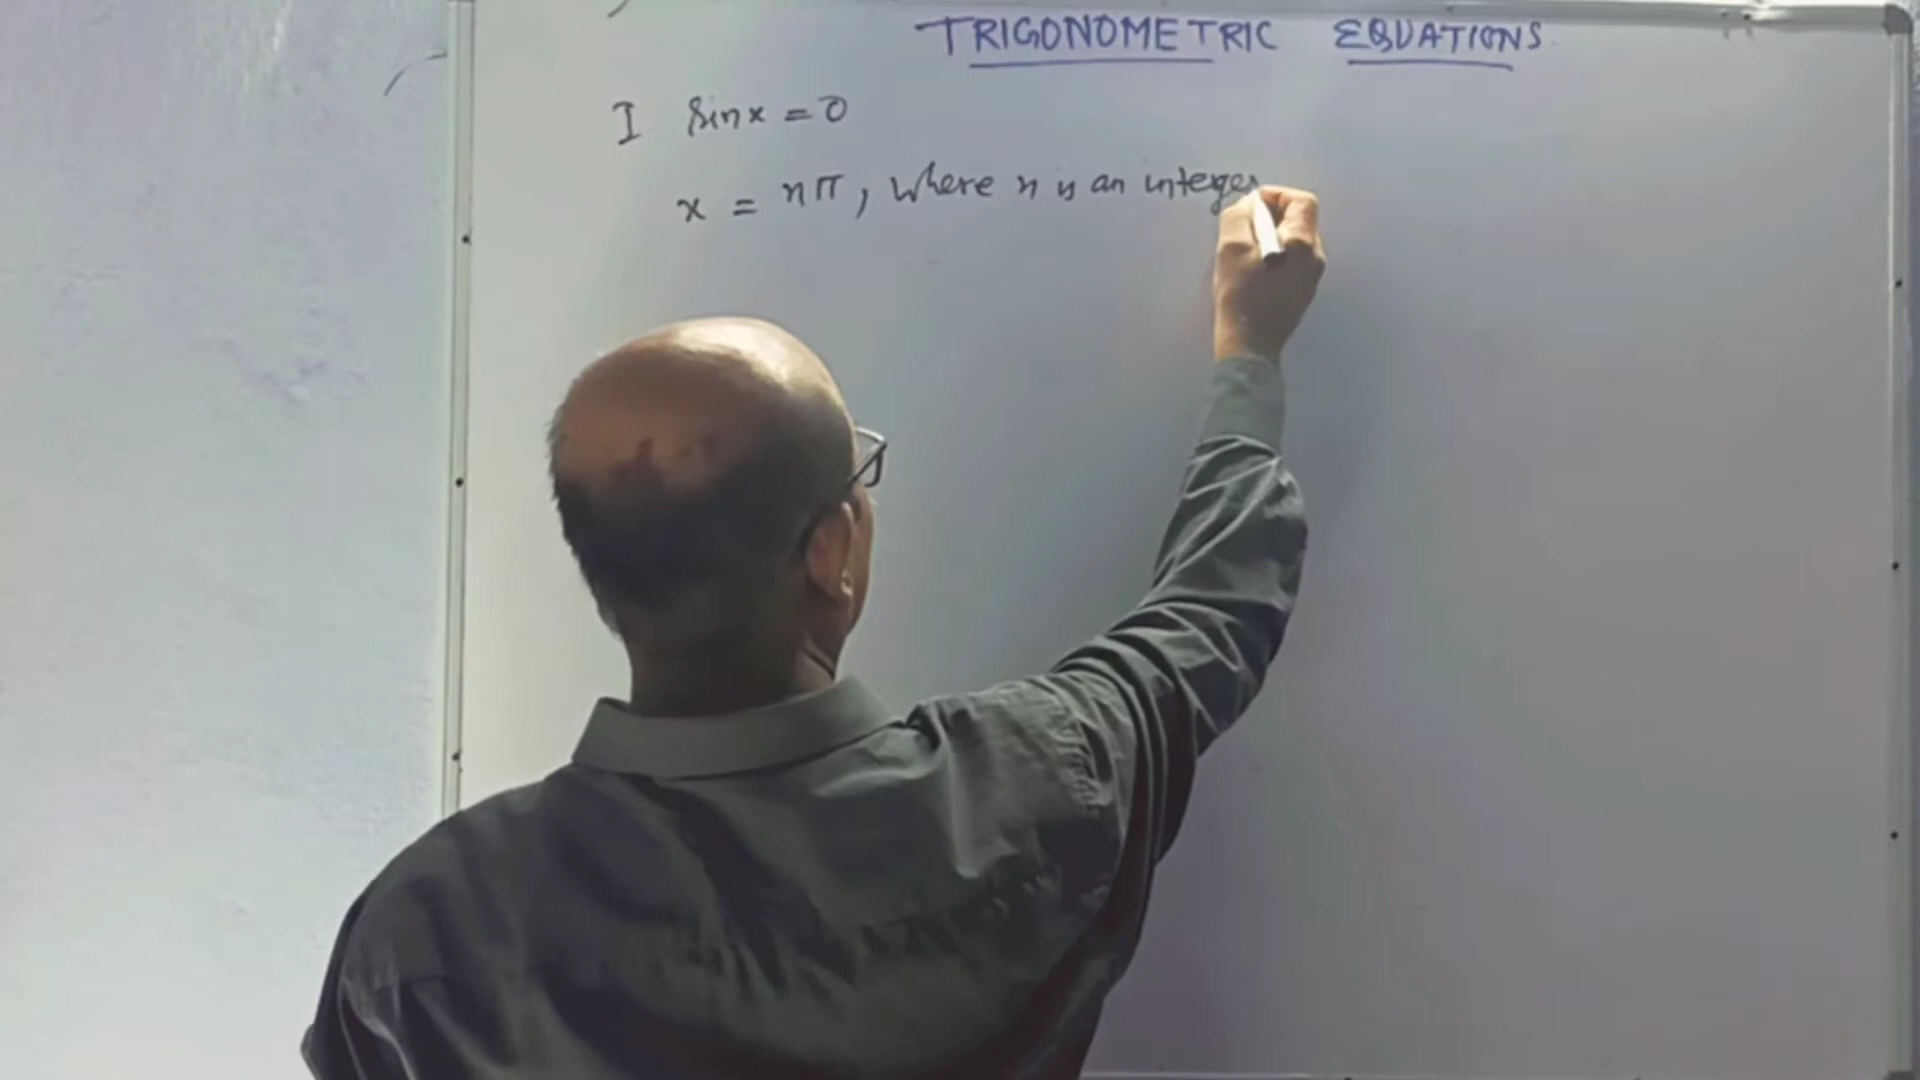 TRIGONOMETRIC EQUATIONS
I sinx = 0
x = nπ, where n is an integer